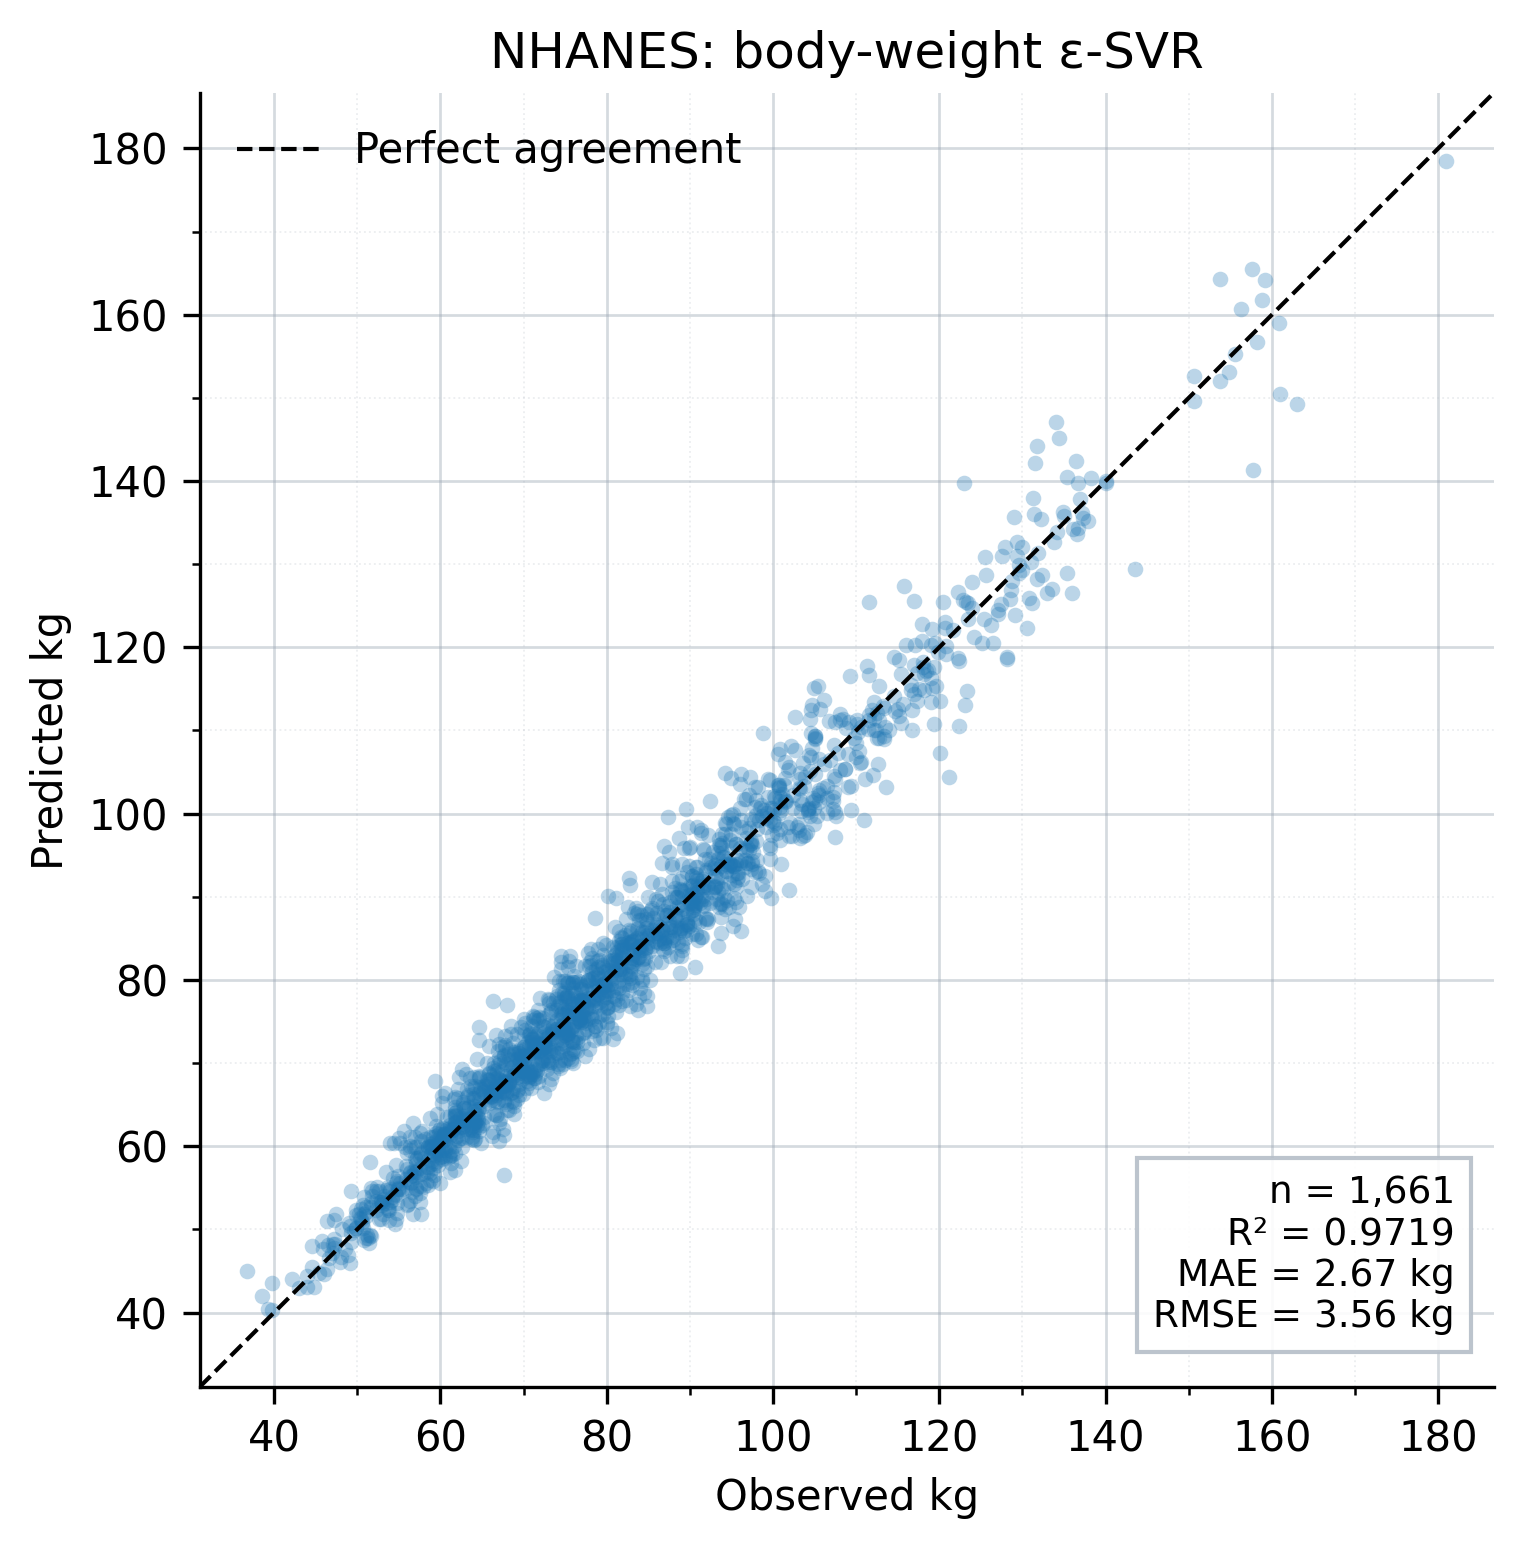 NHANES: body-weight ε-SVR
Perfect agreement
180
160
140
120
100
80
60
40
Predicted kg
n = 1,661
R² = 0.9719
MAE = 2.67 kg
RMSE = 3.56 kg
40 60 80 100 120 140 160 180
Observed kg